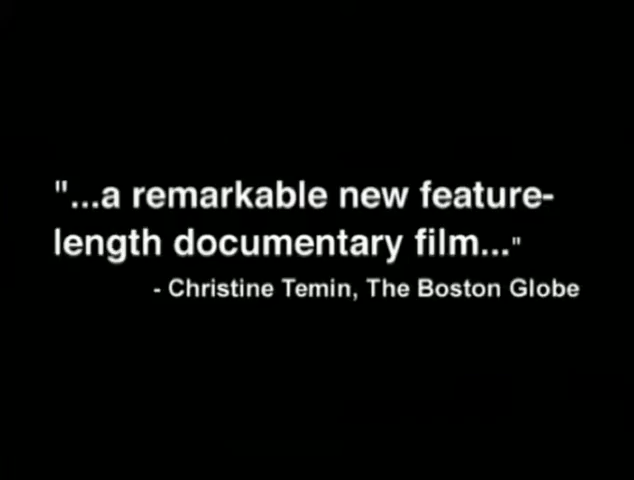 "...a remarkable new feature-
length documentary film..."
- Christine Temin, The Boston Globe